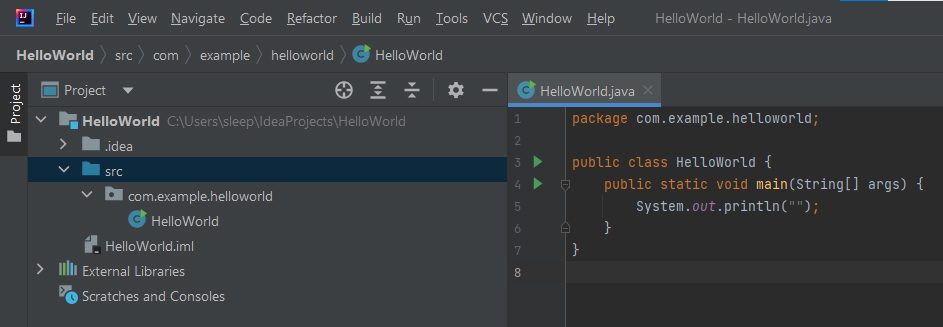 IJ File Edit View Navigate Code Refactor Build Run Tools VCS Window Help HelloWorld - HelloWorld.java
HelloWorld src com example helloworld C HelloWorld
Project
Project
HelloWorld C:\Users\sleep\IdeaProjects\HelloWorld
.idea
src
com.example.helloworld
C HelloWorld
HelloWorld.iml
External Libraries
Scratches and Consoles
C HelloWorld.java
1 package com.example.helloworld;
2
3 public class HelloWorld {
4 public static void main(String[] args) {
5 System.out.println("");
6 }
7 }
8